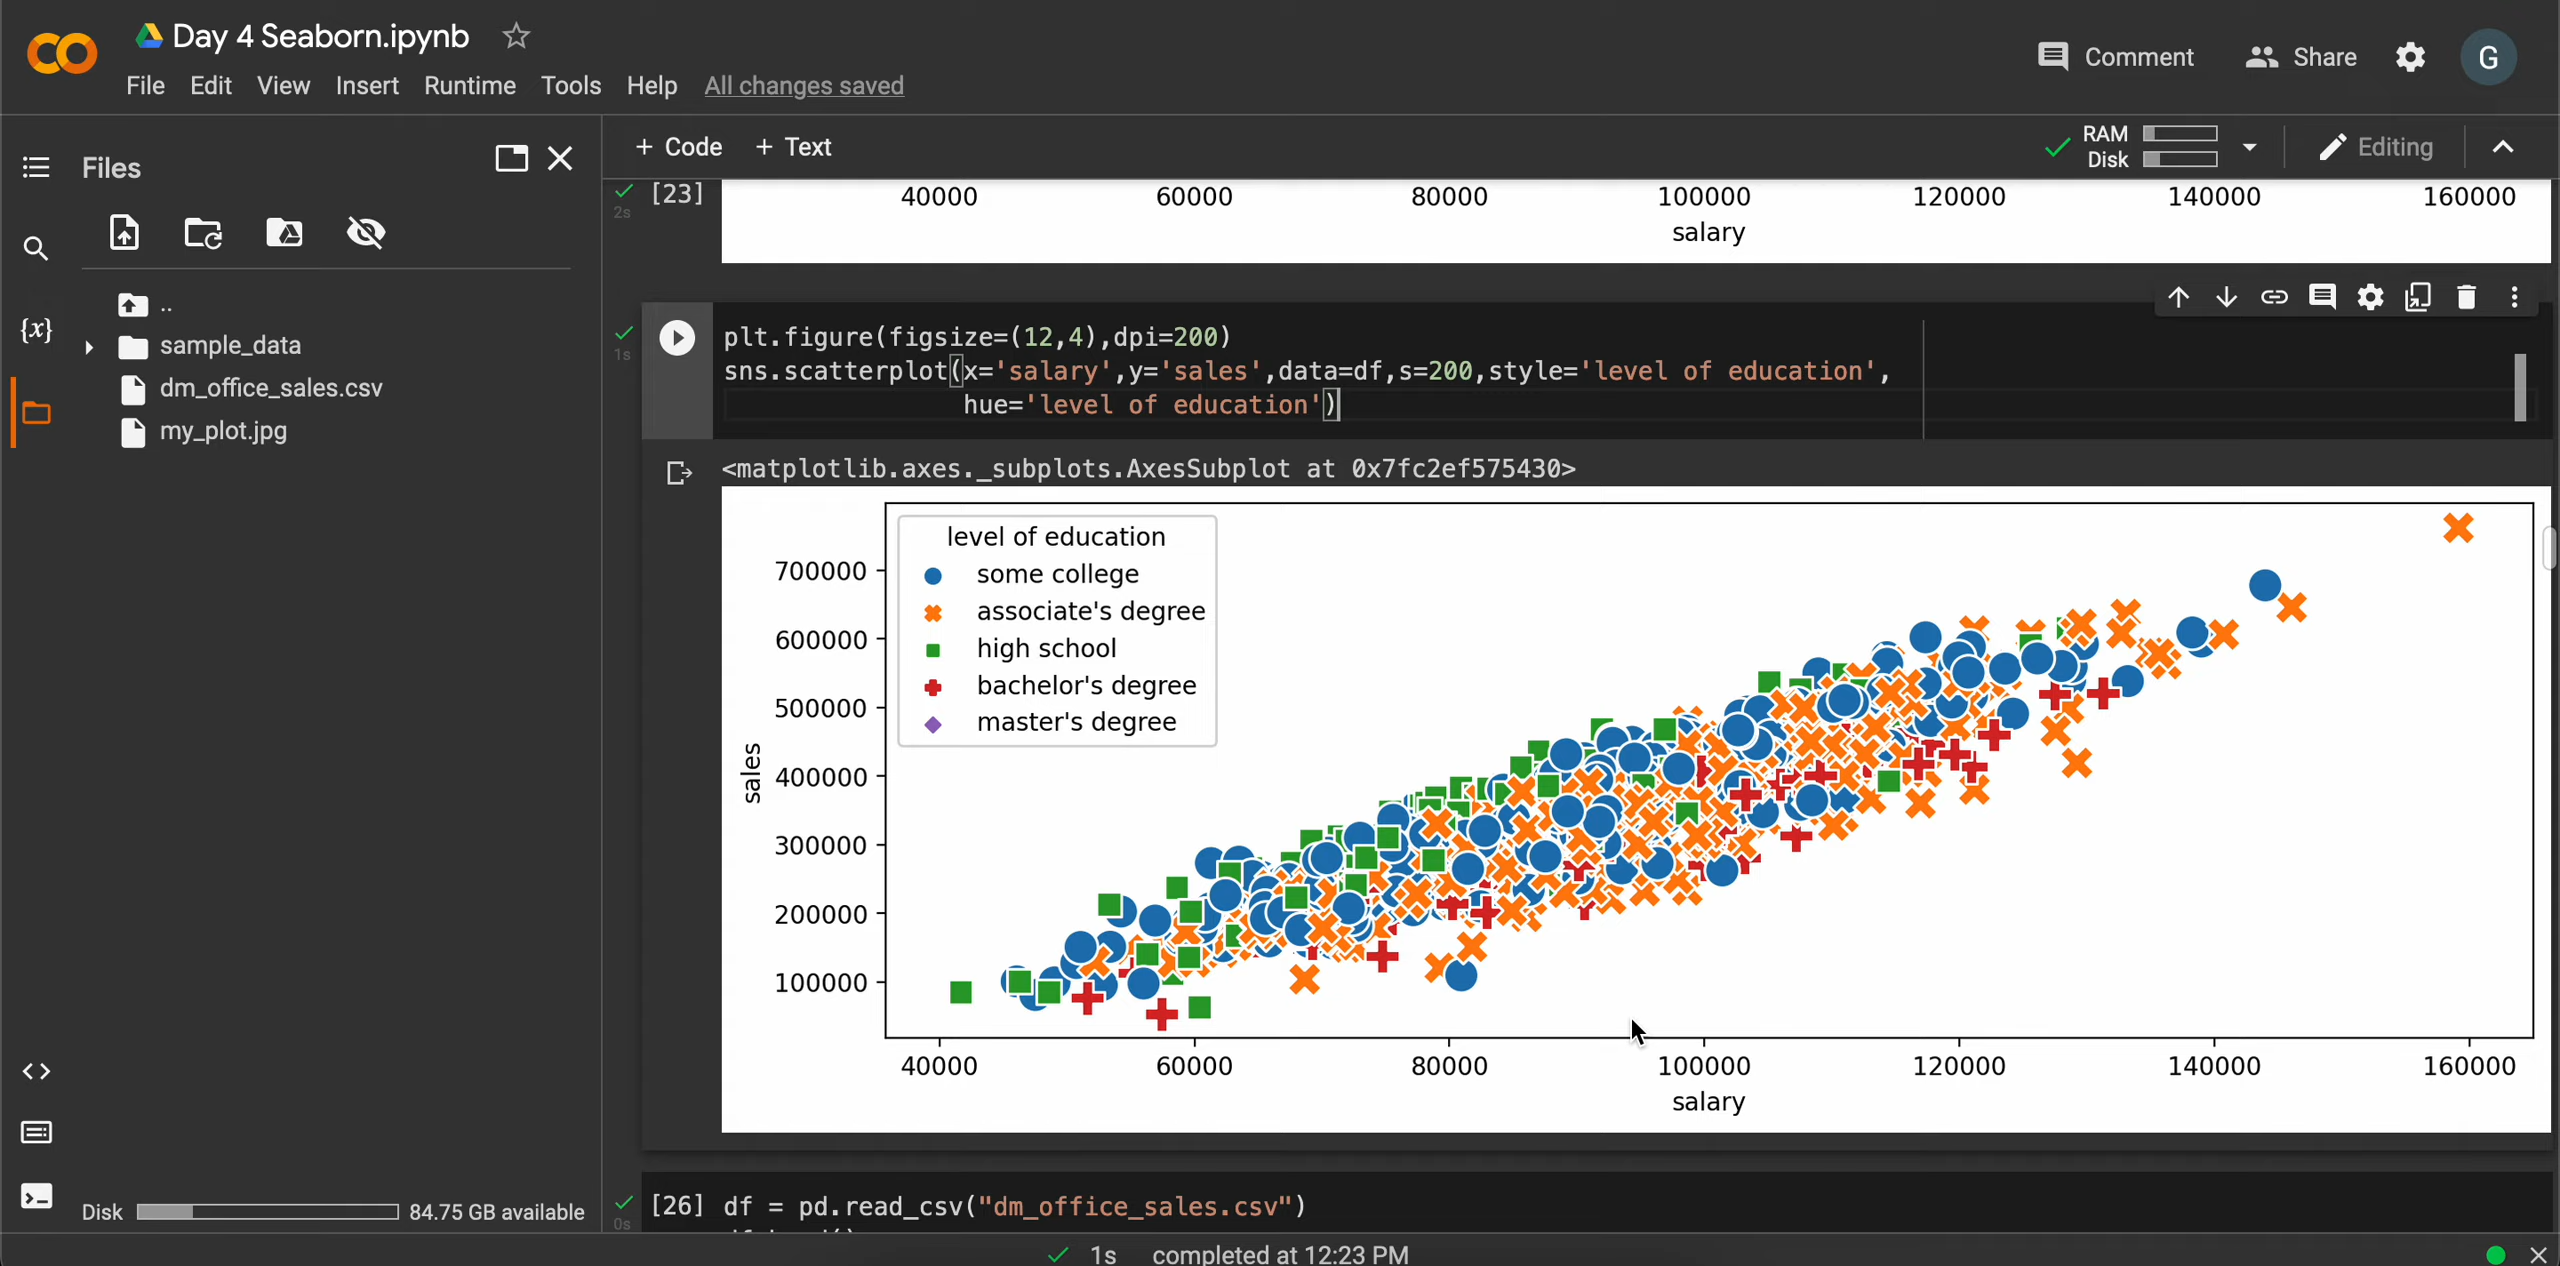 Day 4 Seaborn.ipynb
File Edit View Insert Runtime Tools Help All changes saved
Comment Share G
Files
+ Code + Text
RAM
Disk
Editing
..
sample_data
dm_office_sales.csv
my_plot.jpg
{x}
Disk 84.75 GB available
[23]
2s
40000 60000 80000 100000 120000 140000 160000
salary
1s
plt.figure(figsize=(12,4),dpi=200)
sns.scatterplot(x='salary',y='sales',data=df,s=200,style='level of education',
hue='level of education')
<matplotlib.axes._subplots.AxesSubplot at 0x7fc2ef575430>
level of education
some college
associate's degree
high school
bachelor's degree
master's degree
700000
600000
500000
400000
300000
200000
100000
sales
40000 60000 80000 100000 120000 140000 160000
salary
[26] df = pd.read_csv("dm_office_sales.csv")
0s
1s completed at 12:23 PM